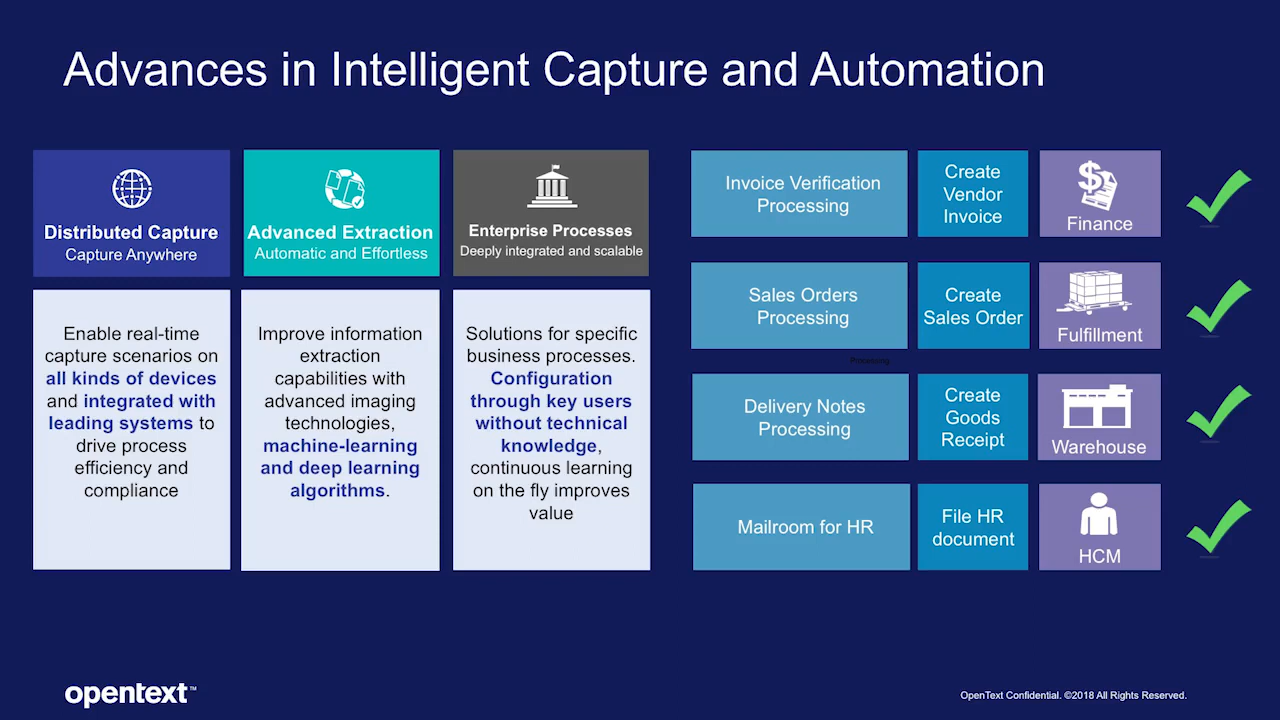 Advances in Intelligent Capture and Automation
Distributed Capture
Capture Anywhere
Enable real-time
capture scenarios on
all kinds of devices
and integrated with
leading systems to
drive process
efficiency and
compliance
Advanced Extraction
Automatic and Effortless
Improve information
extraction
capabilities with
advanced imaging
technologies,
machine-learning
and deep learning
algorithms.
Enterprise Processes
Deeply integrated and scalable
Solutions for specific
business processes.
Configuration
through key users
without technical
knowledge,
continuous learning
on the fly improves
value
Invoice Verification
Processing
Create
Vendor
Invoice
$
Finance
Sales Orders
Processing
Create
Sales Order
Fulfillment
Processing
Delivery Notes
Processing
Create
Goods
Receipt
Warehouse
Mailroom for HR
File HR
document
HCM
opentext™
OpenText Confidential. ©2018 All Rights Reserved.